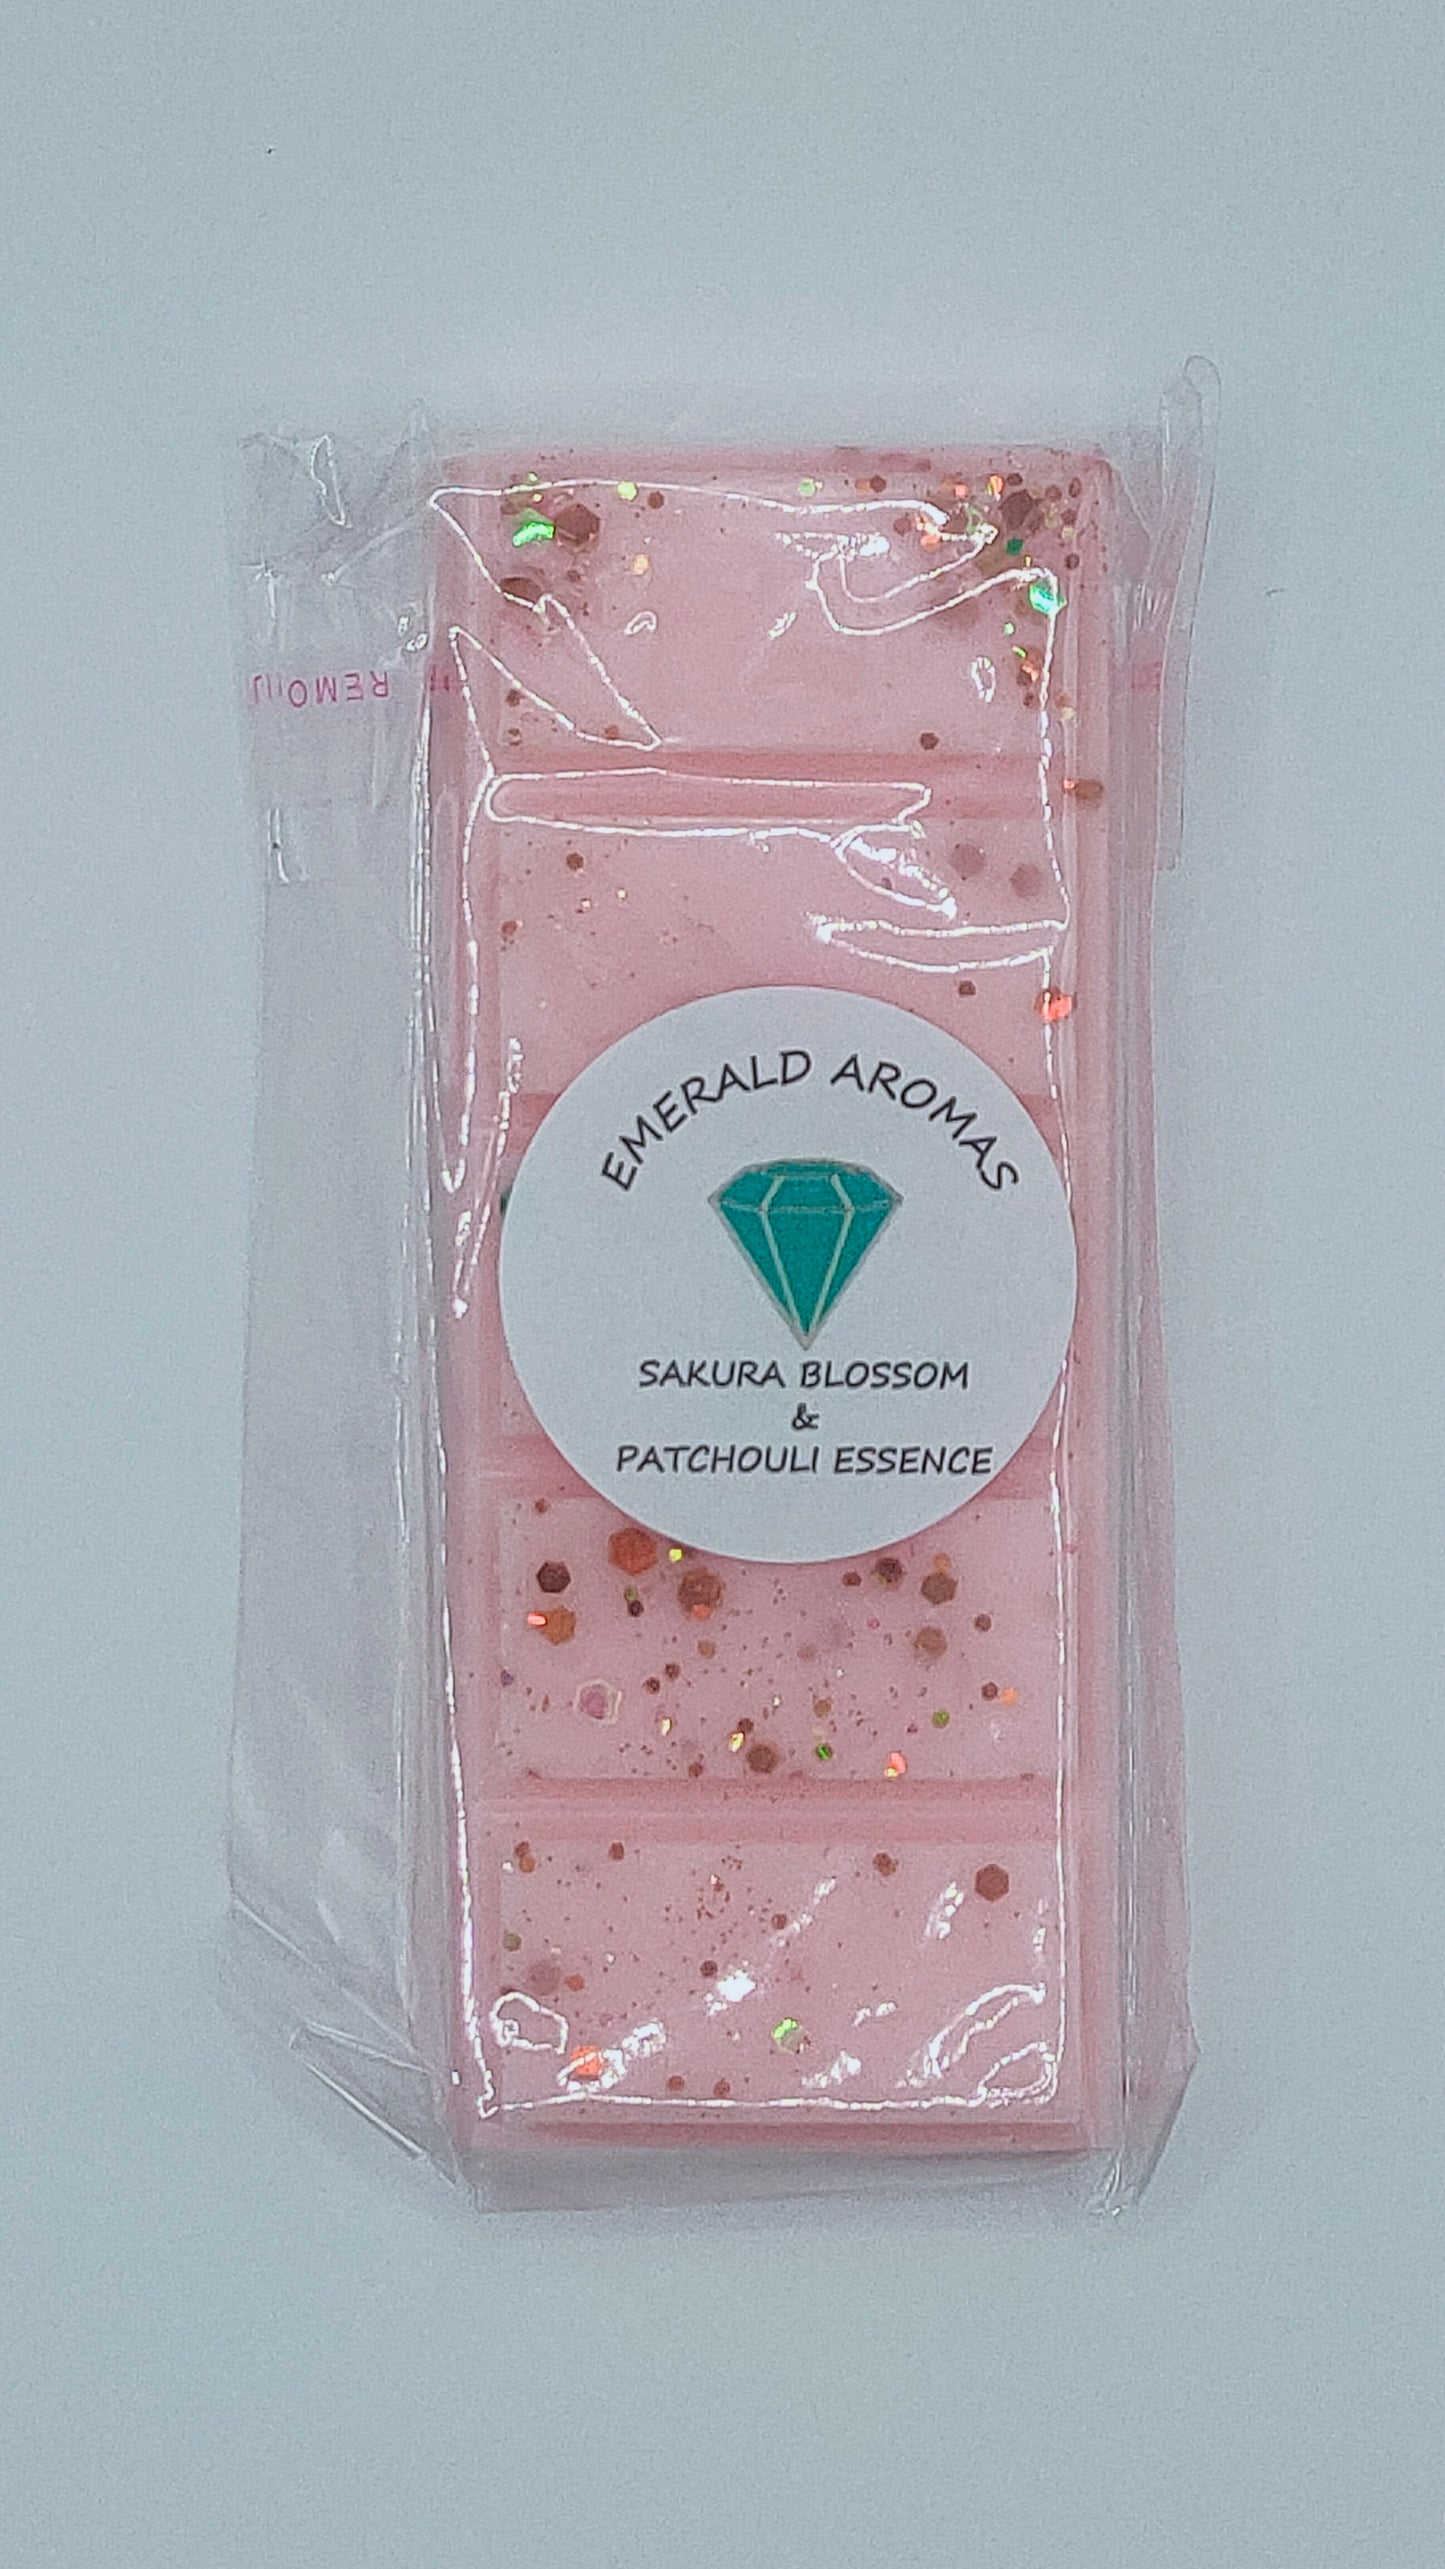 EMERALD AROMAS
SAKURA BLOSSOM
&
PATCHOULI ESSENCE